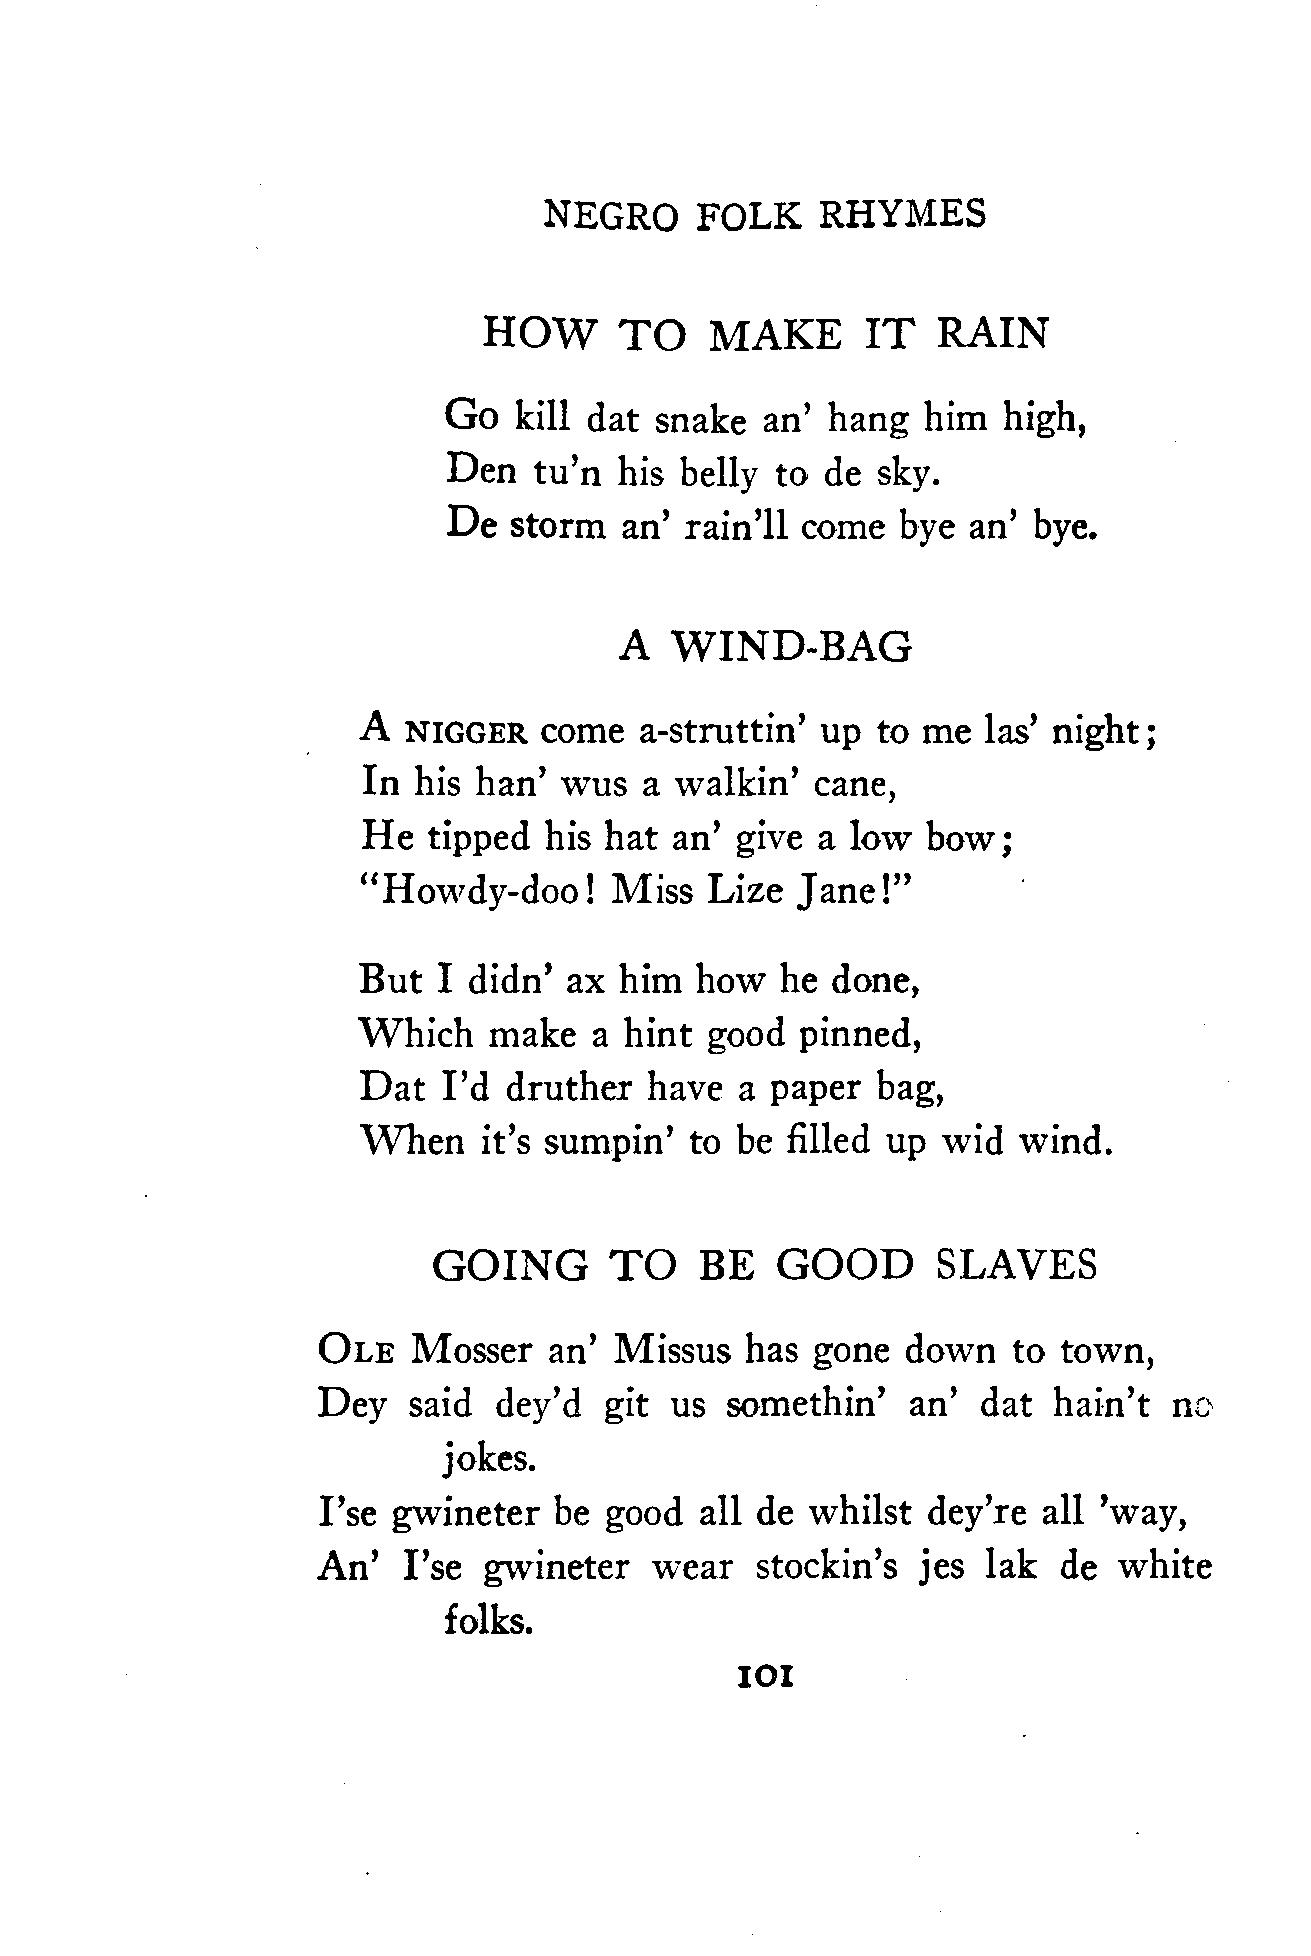 NEGRO FOLK RHYMES
HOW TO MAKE IT RAIN
Go kill dat snake an' hang him high,
Den tu'n his belly to de sky.
De storm an' rain'll come bye an' bye.
A WIND-BAG
A NIGGER come a-struttin' up to me las' night;
In his han' wus a walkin' cane,
He tipped his hat an' give a low bow;
"Howdy-doo! Miss Lize Jane!"
But I didn' ax him how he done,
Which make a hint good pinned,
Dat I'd druther have a paper bag,
When it's sumpin' to be filled up wid wind.
GOING TO BE GOOD SLAVES
OLE Mosser an' Missus has gone down to town,
Dey said dey'd git us somethin' an' dat hain't no
jokes.
I'se gwineter be good all de whilst dey're all 'way,
An' I'se gwineter wear stockin's jes lak de white
folks.
101